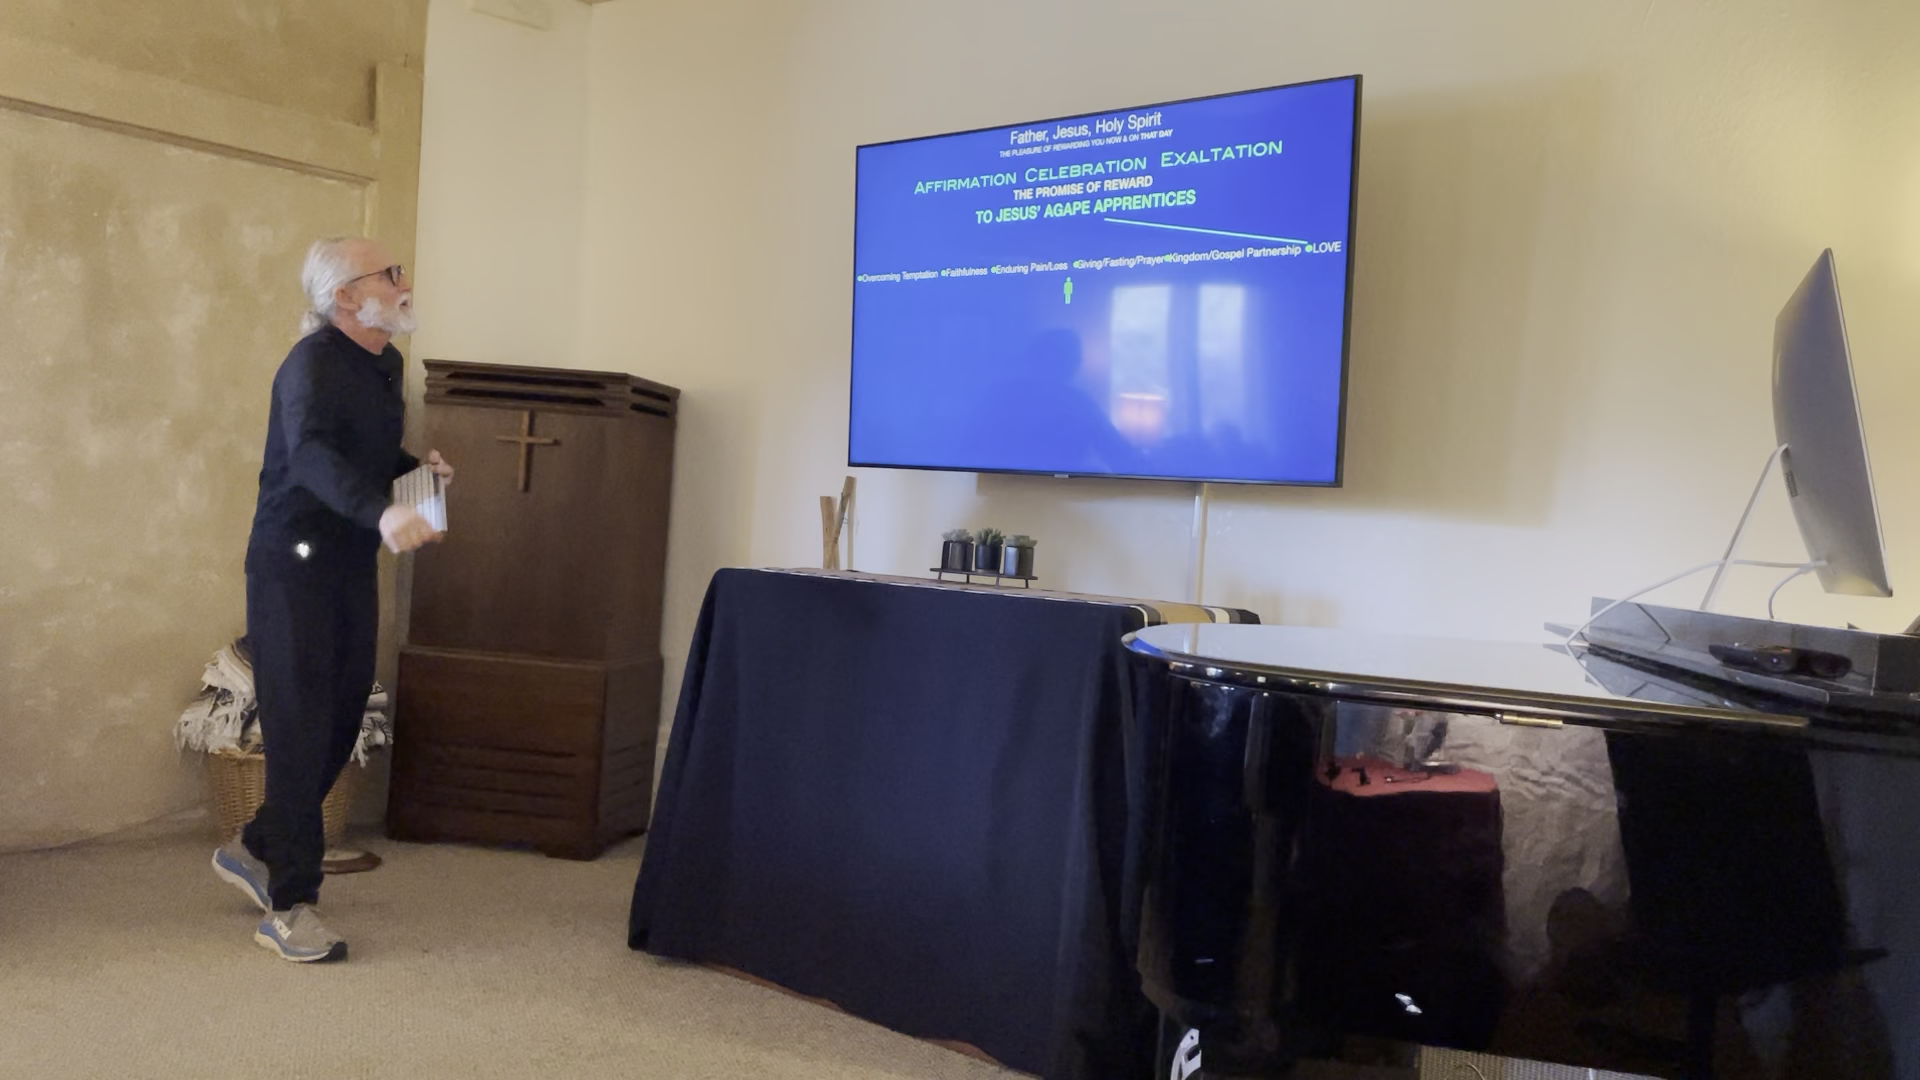 Father, Jesus, Holy Spirit
THE PLEASURE OF REWARDING YOU NOW & ON THAT DAY
AFFIRMATION CELEBRATION EXALTATION
THE PROMISE OF REWARD
TO JESUS' AGAPE APPRENTICES
•Overcoming Temptation •Faithfulness •Enduring Pain/Loss •Giving/Fasting/Prayer •Kingdom/Gospel Partnership •LOVE